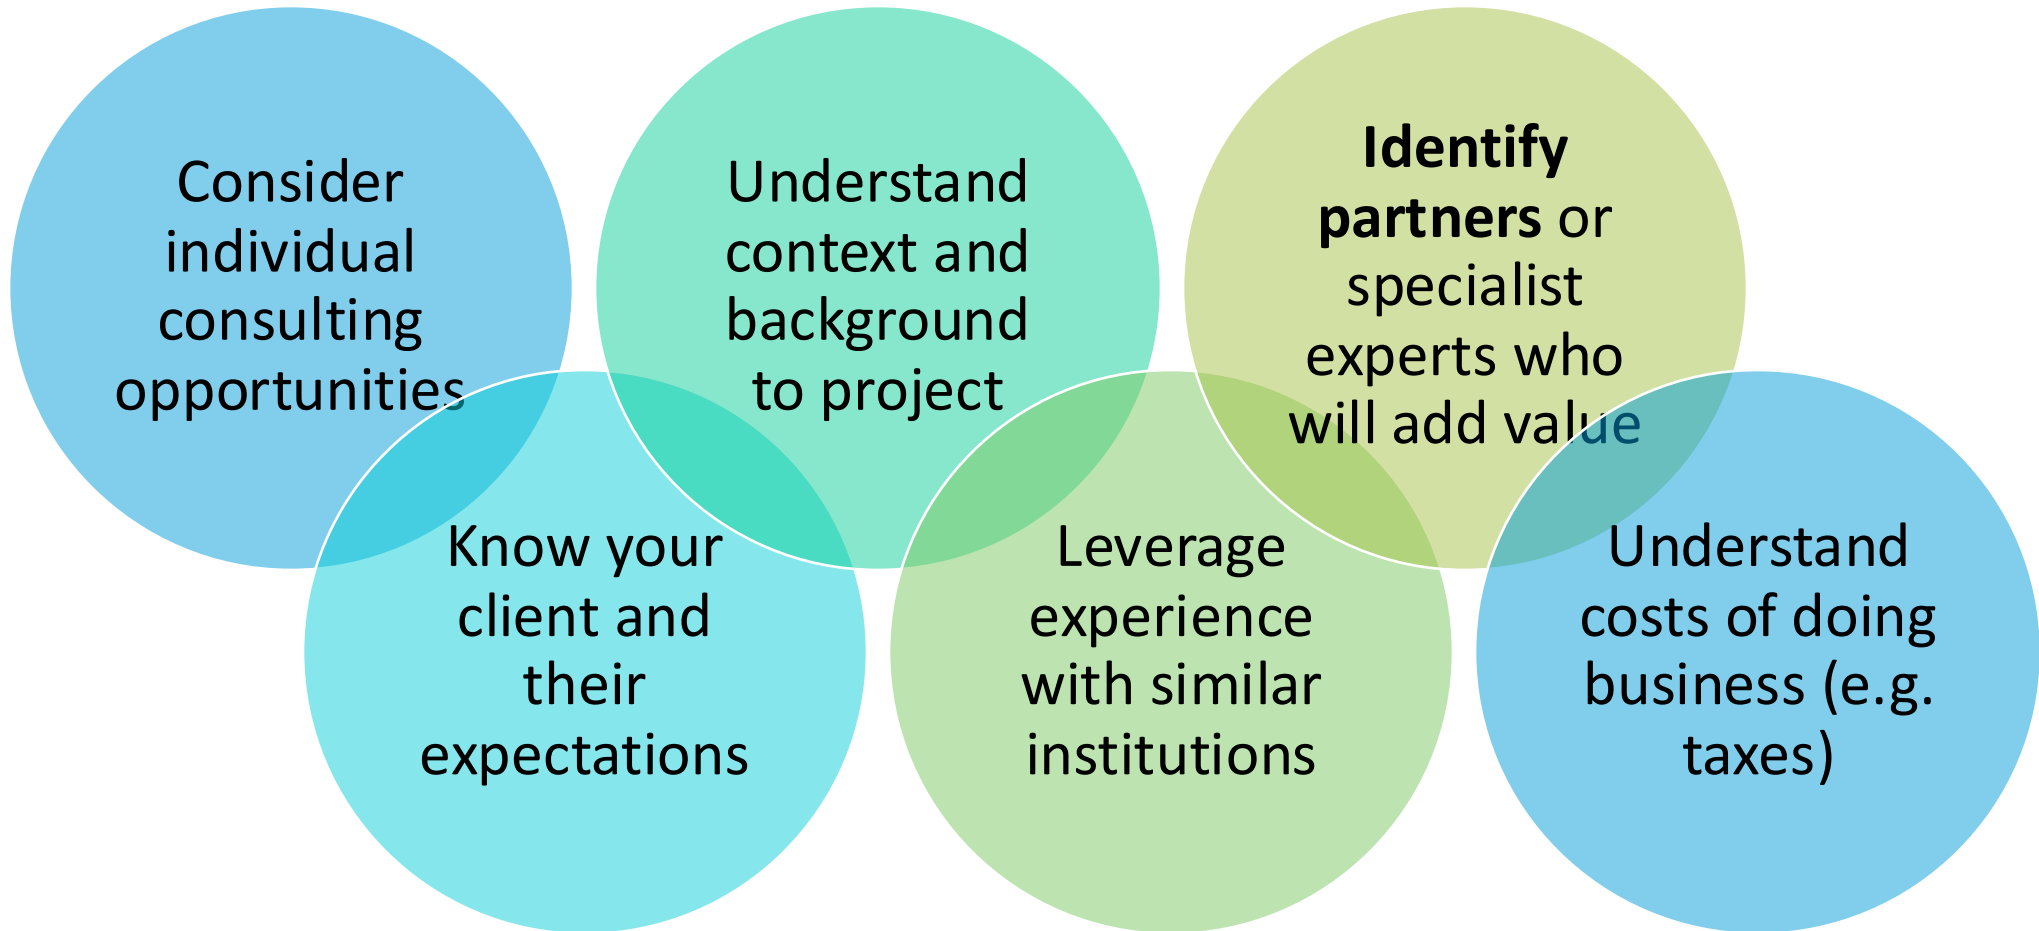 Consider
individual
consulting
opportunities
Know your
client and
their
expectations
Understand
context and
background
to project
Leverage
experience
with similar
institutions
Identify
partners or
specialist
experts who
will add value
Understand
costs of doing
business (e.g.
taxes)